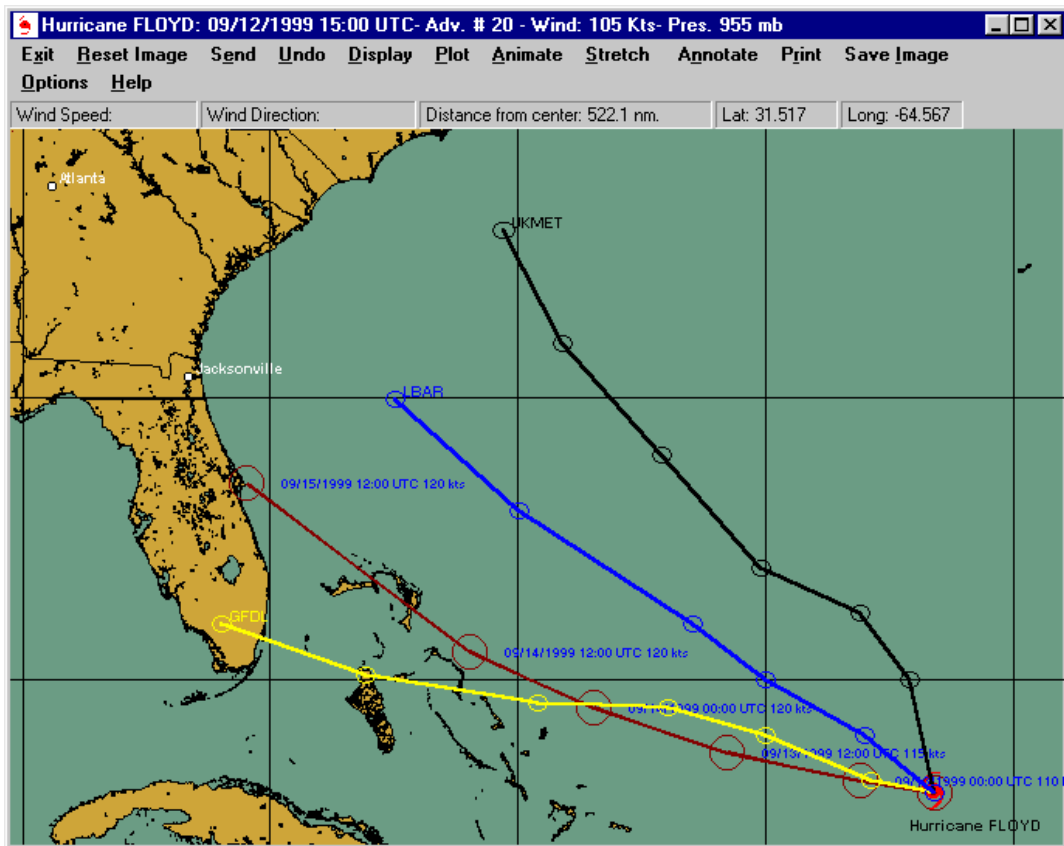 Hurricane FLOYD: 09/12/1999 15:00 UTC- Adv. # 20 - Wind: 105 Kts- Pres. 955 mb
Exit Reset Image Send Undo Display Plot Animate Stretch Annotate Print Save Image
Options Help
Wind Speed: Wind Direction: Distance from center: 522.1 nm. Lat: 31.517 Long: -64.567
Atlanta
UKMET
Jacksonville
LBAR
09/15/1999 12:00 UTC 120 kts
GFDL
09/14/1999 12:00 UTC 120 kts
1999 00:00 UTC 120 kts
09/13/1999 12:00 UTC 115 kts
1999 00:00 UTC 110
Hurricane FLOYD